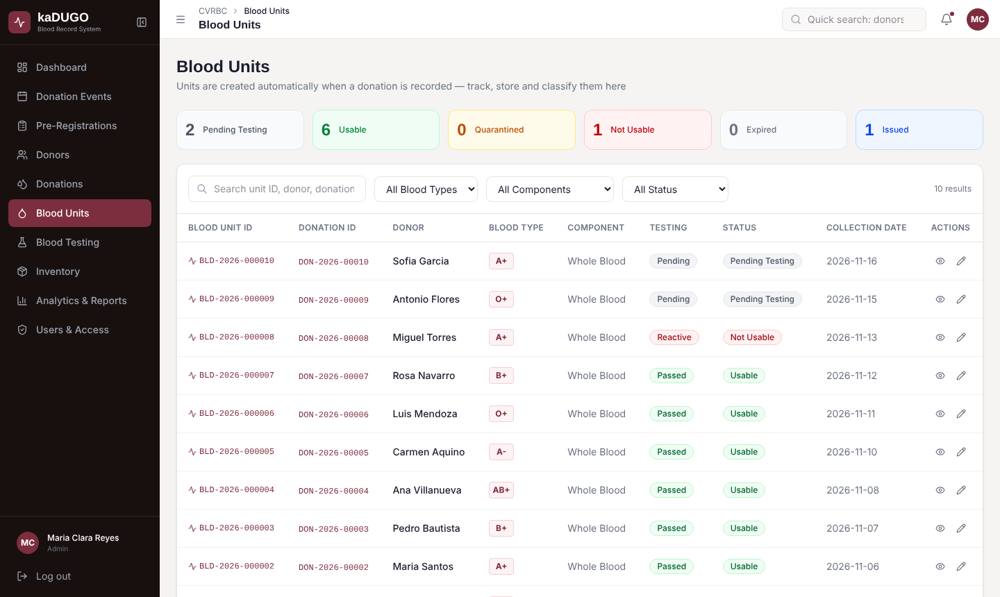 kaDUGO
Blood Record System
Dashboard
Donation Events
Pre-Registrations
Donors
Donations
Blood Units
Blood Testing
Inventory
Analytics & Reports
Users & Access
MC
Maria Clara Reyes
Admin
Log out
CVRBC > Blood Units
Blood Units
Quick search: donors
MC
Blood Units
Units are created automatically when a donation is recorded — track, store and classify them here
2 Pending Testing
6 Usable
0 Quarantined
1 Not Usable
0 Expired
1 Issued
Search unit ID, donor, donation
All Blood Types
All Components
All Status
10 results
BLOOD UNIT ID DONATION ID DONOR BLOOD TYPE COMPONENT TESTING STATUS COLLECTION DATE ACTIONS
BLD-2026-000010 DON-2026-00010 Sofia Garcia A+ Whole Blood Pending Pending Testing 2026-11-16
BLD-2026-000009 DON-2026-00009 Antonio Flores O+ Whole Blood Pending Pending Testing 2026-11-15
BLD-2026-000008 DON-2026-00008 Miguel Torres A+ Whole Blood Reactive Not Usable 2026-11-13
BLD-2026-000007 DON-2026-00007 Rosa Navarro B+ Whole Blood Passed Usable 2026-11-12
BLD-2026-000006 DON-2026-00006 Luis Mendoza O+ Whole Blood Passed Usable 2026-11-11
BLD-2026-000005 DON-2026-00005 Carmen Aquino A- Whole Blood Passed Usable 2026-11-10
BLD-2026-000004 DON-2026-00004 Ana Villanueva AB+ Whole Blood Passed Usable 2026-11-08
BLD-2026-000003 DON-2026-00003 Pedro Bautista B+ Whole Blood Passed Usable 2026-11-07
BLD-2026-000002 DON-2026-00002 Maria Santos A+ Whole Blood Passed Usable 2026-11-06